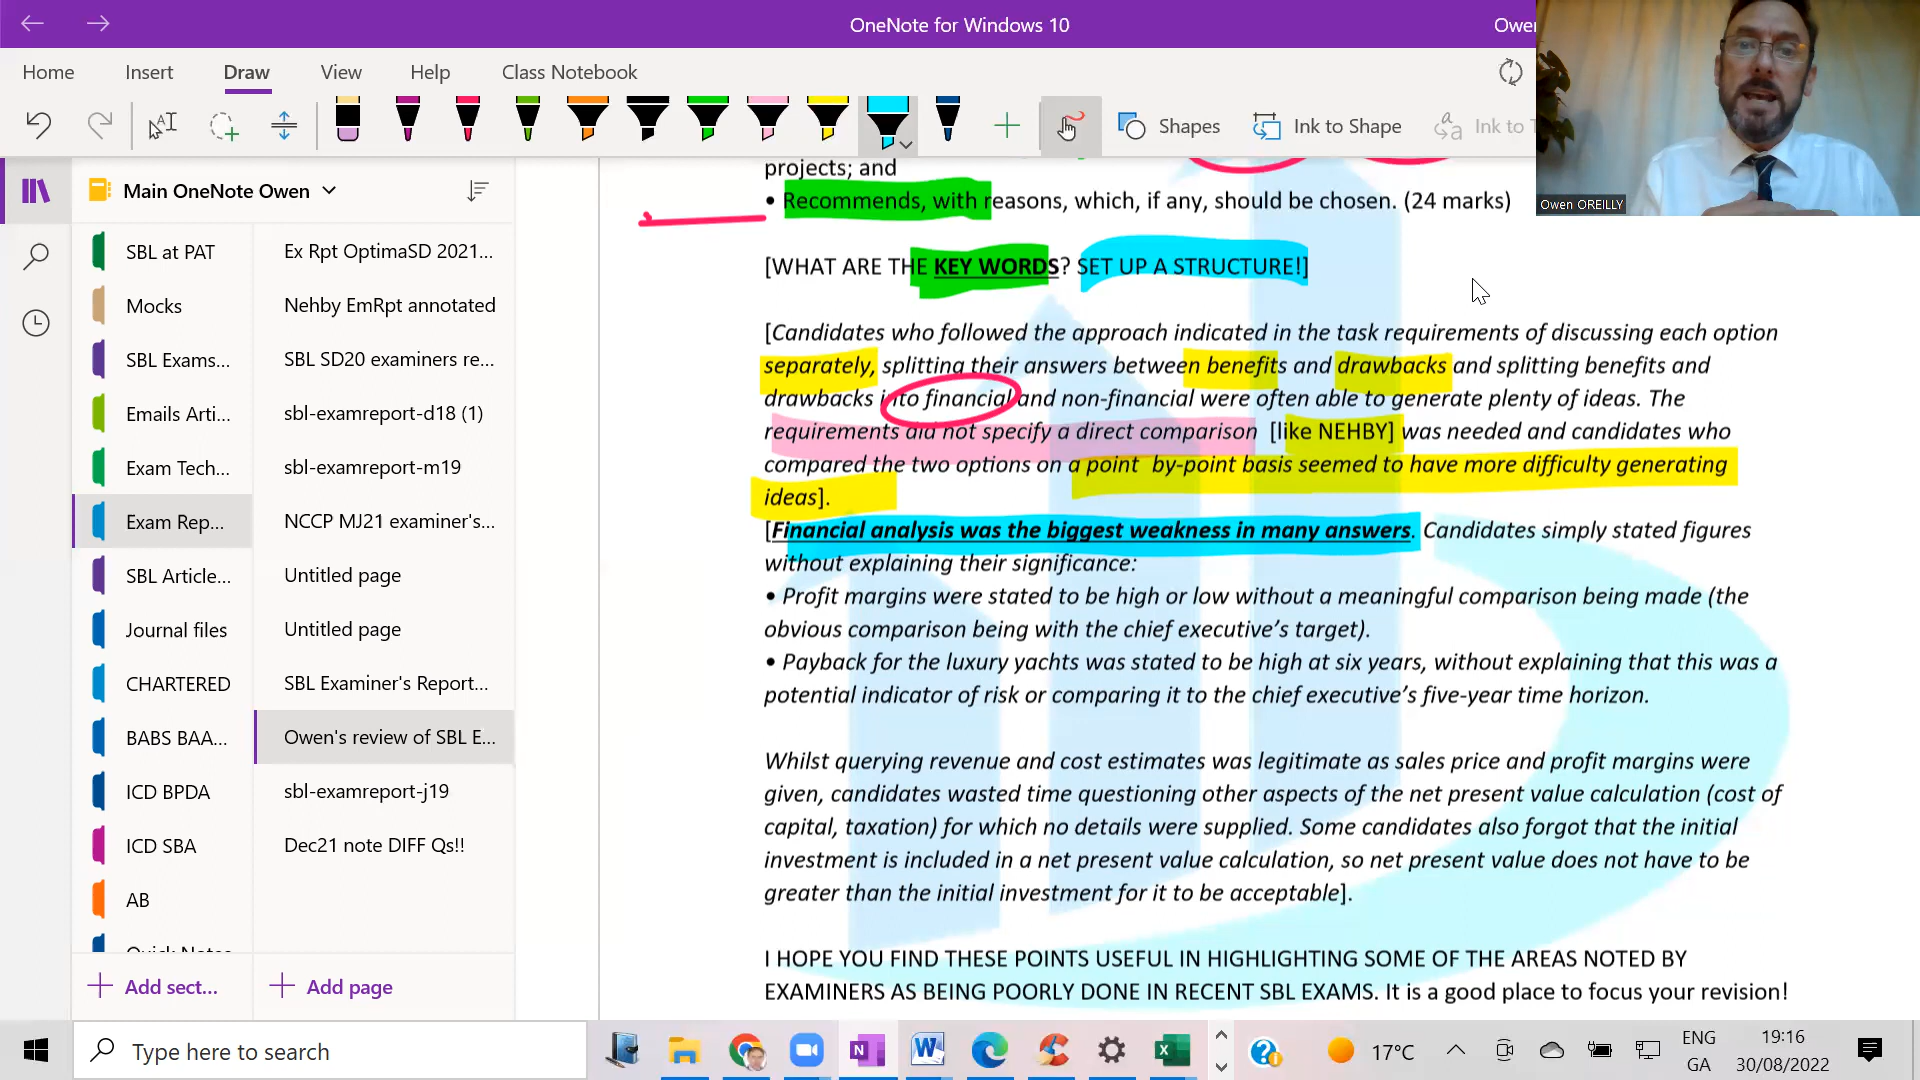 OneNote for Windows 10
Home
Insert
Draw
View
Help
Class Notebook
Shapes
Ink to Shape
Ink to
Owen OREILLY
Main OneNote Owen
SBL at PAT
Mocks
SBL Exams...
Emails Arti...
Exam Tech...
Exam Rep...
SBL Article...
Journal files
CHARTERED
BABS BAA...
ICD BPDA
ICD SBA
AB
Quick Notes
Add sect...
Ex Rpt OptimaSD 2021...
Nehby EmRpt annotated
SBL SD20 examiners re...
sbl-examreport-d18 (1)
sbl-examreport-m19
NCCP MJ21 examiner's...
Untitled page
Untitled page
SBL Examiner's Report...
Owen's review of SBL E...
sbl-examreport-j19
Dec21 note DIFF Qs!!
Add page
projects; and
• Recommends, with reasons, which, if any, should be chosen. (24 marks)
[WHAT ARE THE KEY WORDS? SET UP A STRUCTURE!]
[Candidates who followed the approach indicated in the task requirements of discussing each option
separately, splitting their answers between benefits and drawbacks and splitting benefits and
drawbacks into financial and non-financial were often able to generate plenty of ideas. The
requirements did not specify a direct comparison [like NEHBY] was needed and candidates who
compared the two options on a point by-point basis seemed to have more difficulty generating
ideas].
[Financial analysis was the biggest weakness in many answers. Candidates simply stated figures
without explaining their significance:
• Profit margins were stated to be high or low without a meaningful comparison being made (the
obvious comparison being with the chief executive's target).
• Payback for the luxury yachts was stated to be high at six years, without explaining that this was a
potential indicator of risk or comparing it to the chief executive's five-year time horizon.
Whilst querying revenue and cost estimates was legitimate as sales price and profit margins were
given, candidates wasted time questioning other aspects of the net present value calculation (cost of
capital, taxation) for which no details were supplied. Some candidates also forgot that the initial
investment is included in a net present value calculation, so net present value does not have to be
greater than the initial investment for it to be acceptable].
I HOPE YOU FIND THESE POINTS USEFUL IN HIGHLIGHTING SOME OF THE AREAS NOTED BY
EXAMINERS AS BEING POORLY DONE IN RECENT SBL EXAMS. It is a good place to focus your revision!
Type here to search
17°C
ENG
GA
19:16
30/08/2022